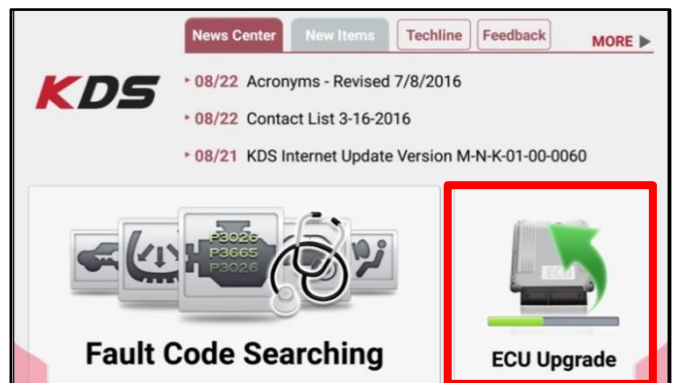 News Center New Items Techline Feedback MORE
KDS
08/22 Acronyms - Revised 7/8/2016
08/22 Contact List 3-16-2016
08/21 KDS Internet Update Version M-N-K-01-00-0060
P3026
P3665
P3026
ECU
Fault Code Searching
ECU Upgrade